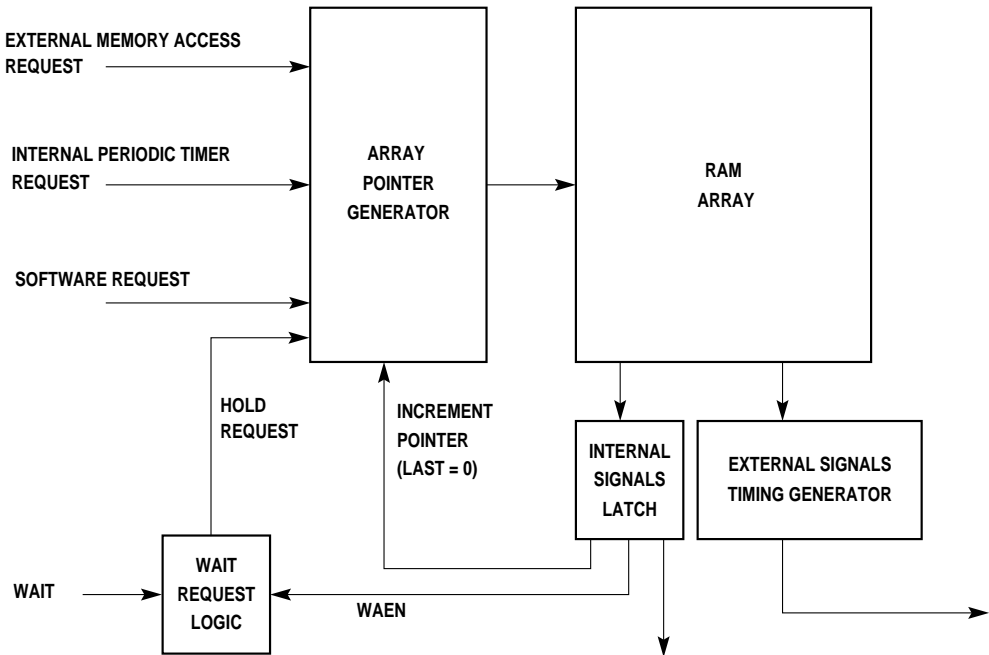 EXTERNAL MEMORY ACCESS
REQUEST
INTERNAL PERIODIC TIMER
REQUEST
SOFTWARE REQUEST
ARRAY
POINTER
GENERATOR
RAM
ARRAY
HOLD
REQUEST
INCREMENT
POINTER
(LAST = 0)
INTERNAL
SIGNALS
LATCH
EXTERNAL SIGNALS
TIMING GENERATOR
WAIT
WAIT
REQUEST
LOGIC
WAEN